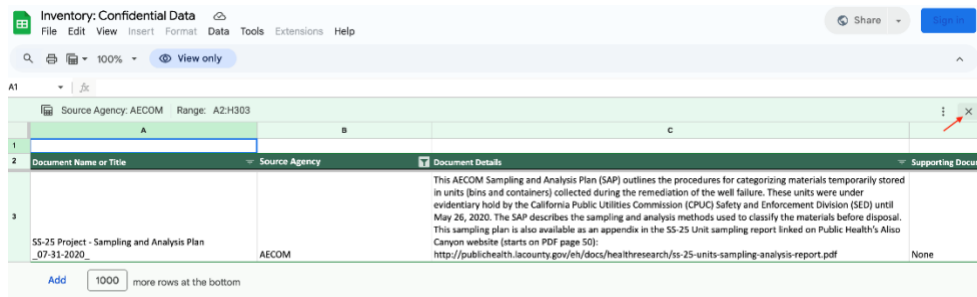 Inventory: Confidential Data
Share
Sign in
File Edit View Insert Format Data Tools Extensions Help
100% View only
A1 fx
Source Agency: AECOM Range: A2:H303
A B C
1
2 Document Name or Title Source Agency Document Details Supporting Docu
This AECOM Sampling and Analysis Plan (SAP) outlines the procedures for categorizing materials temporarily stored
in units (bins and containers) collected during the remediation of the well failure. These units were under
evidentiary hold by the California Public Utilities Commission (CPUC) Safety and Enforcement Division (SED) until
May 26, 2020. The SAP describes the sampling and analysis methods used to classify the materials before disposal.
3 This sampling plan is also available as an appendix in the SS-25 Unit sampling report linked on Public Health's Aliso
SS-25 Project - Sampling and Analysis Plan Canyon website (starts on PDF page 50):
_07-31-2020_ AECOM http://publichealth.lacounty.gov/eh/docs/healthresearch/ss-25-units-sampling-analysis-report.pdf None
Add 1000 more rows at the bottom